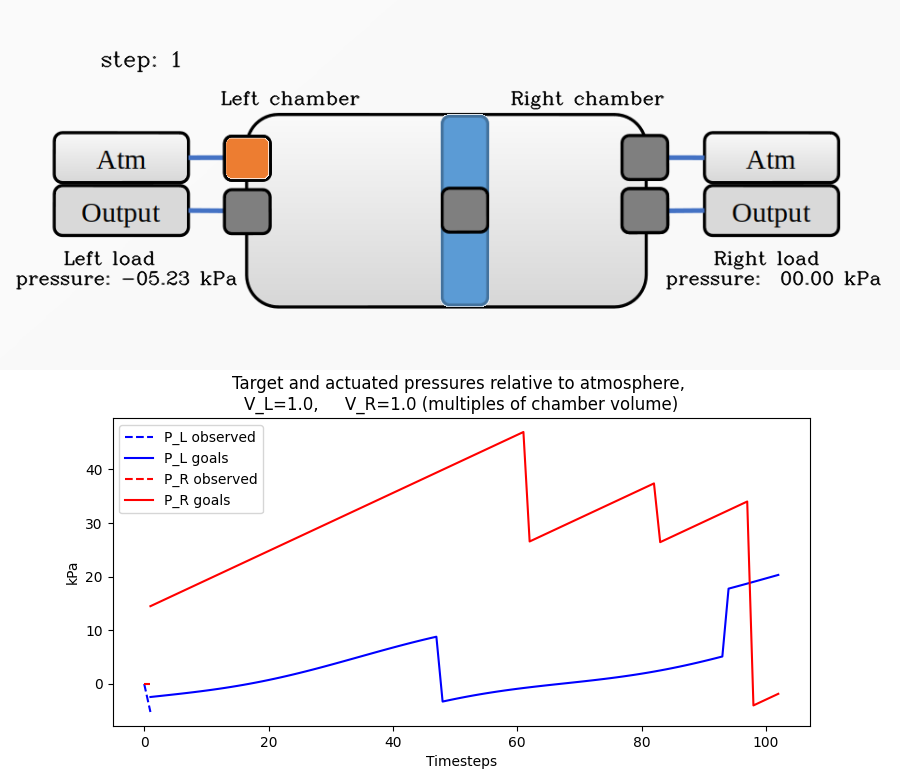 step: 1
Left chamber
Right chamber
Atm
Atm
Output
Output
Left load
pressure: -05.23 kPa
Right load
pressure: 00.00 kPa
Target and actuated pressures relative to atmosphere,
V_L=1.0, V_R=1.0 (multiples of chamber volume)
P_L observed
P_L goals
P_R observed
P_R goals
kPa
40
30
20
10
0
0 20 40 60 80 100
Timesteps